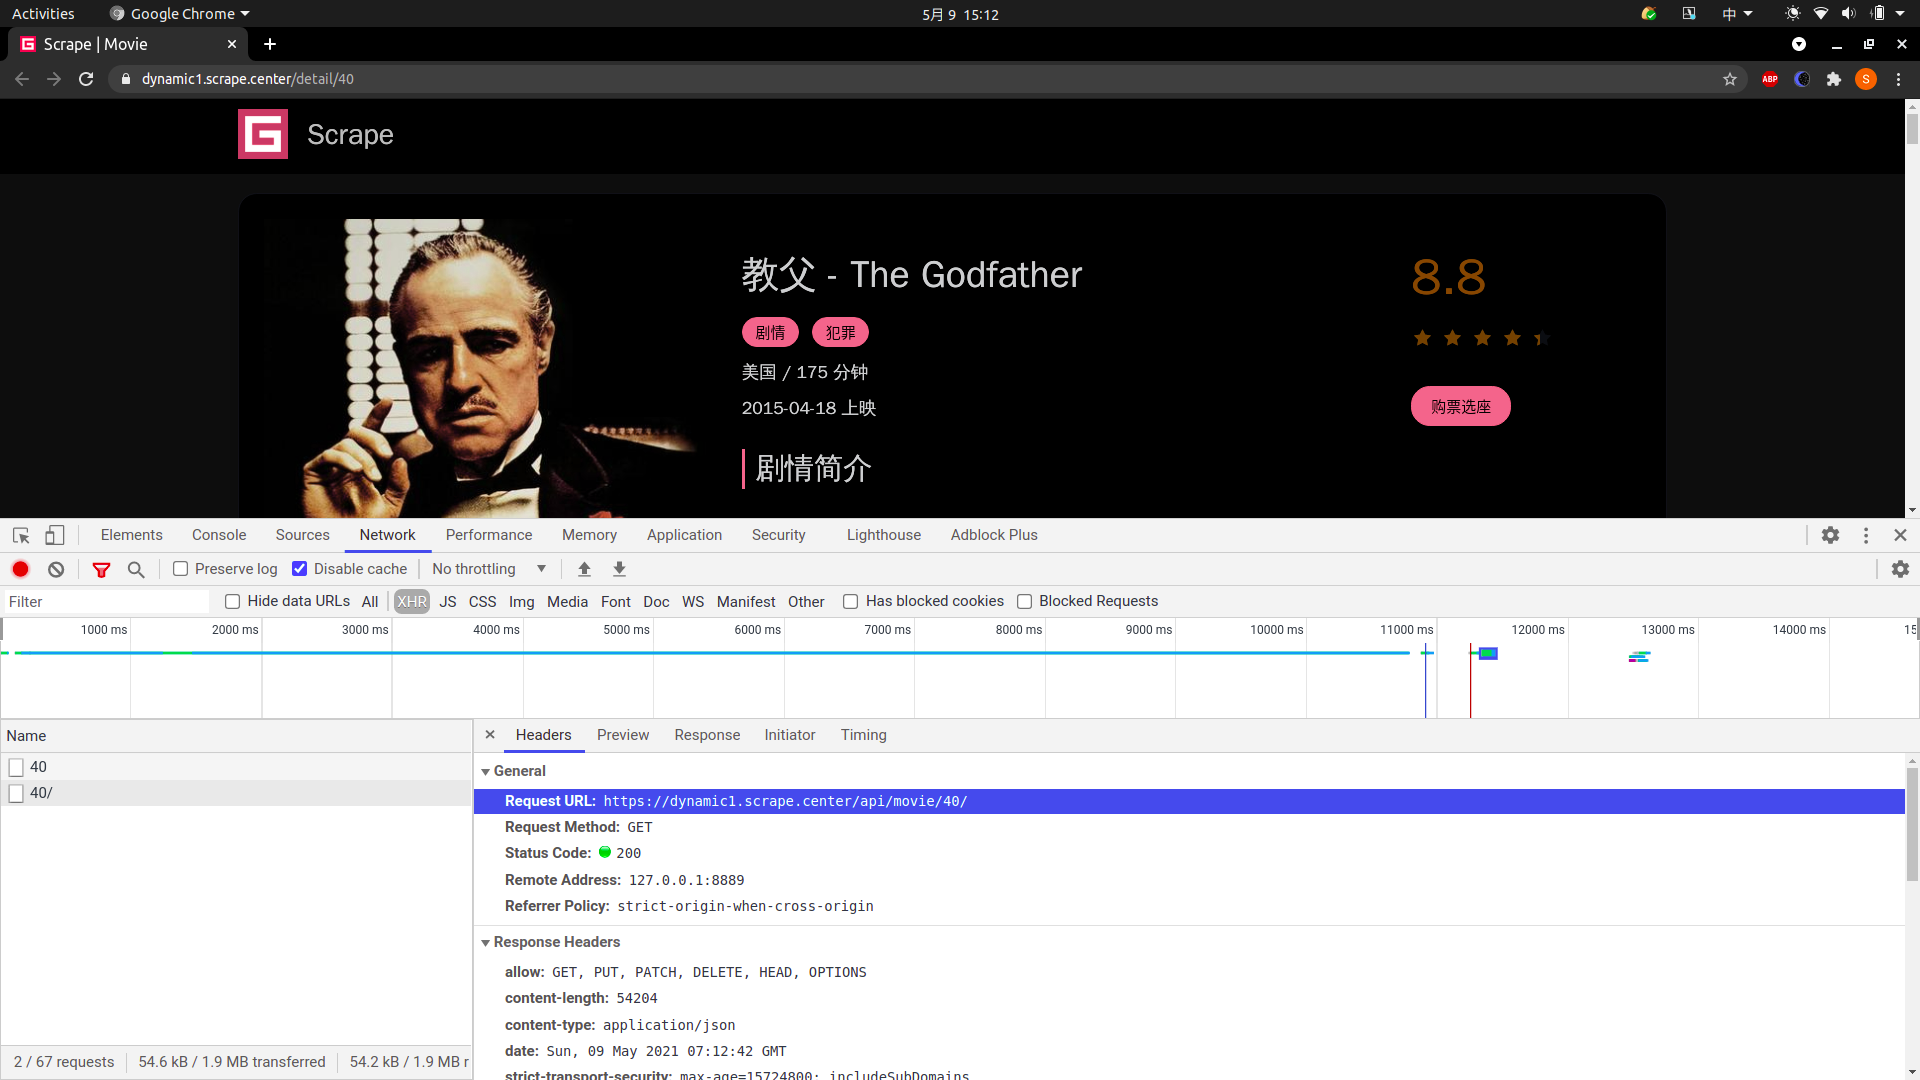 Activities
Google Chrome
5月 9 15:12
中
Scrape | Movie
dynamic1.scrape.center/detail/40
ABP
S
Scrape
教父 - The Godfather
8.8
剧情 犯罪
美国 / 175 分钟
2015-04-18 上映
购票选座
剧情简介
Elements Console Sources Network Performance Memory Application Security Lighthouse Adblock Plus
Preserve log Disable cache No throttling
Filter Hide data URLs All XHR JS CSS Img Media Font Doc WS Manifest Other Has blocked cookies Blocked Requests
1000 ms 2000 ms 3000 ms 4000 ms 5000 ms 6000 ms 7000 ms 8000 ms 9000 ms 10000 ms 11000 ms 12000 ms 13000 ms 14000 ms 15
Name
40
40/
2 / 67 requests 54.6 kB / 1.9 MB transferred 54.2 kB / 1.9 MB r
Headers Preview Response Initiator Timing
General
Request URL: https://dynamic1.scrape.center/api/movie/40/
Request Method: GET
Status Code: 200
Remote Address: 127.0.0.1:8889
Referrer Policy: strict-origin-when-cross-origin
Response Headers
allow: GET, PUT, PATCH, DELETE, HEAD, OPTIONS
content-length: 54204
content-type: application/json
date: Sun, 09 May 2021 07:12:42 GMT
strict-transport-security: max-age=15724800; includeSubDomains